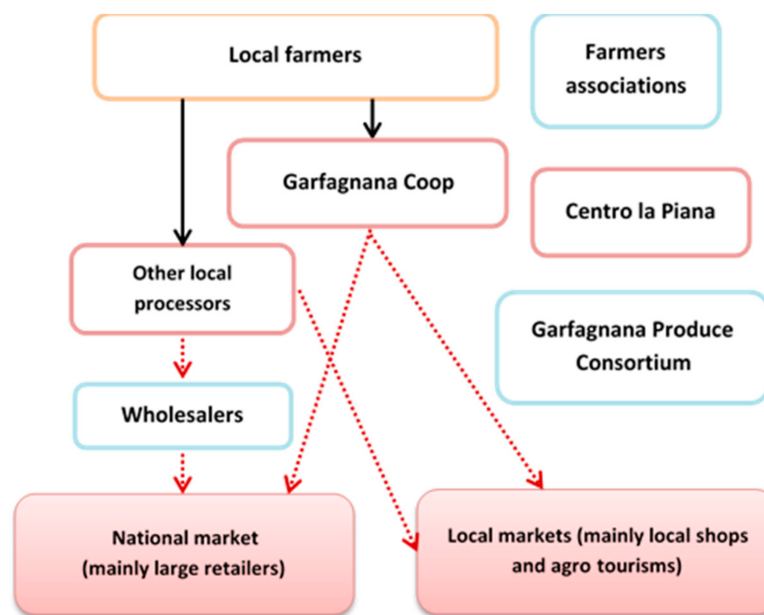 Local farmers
Farmers
associations
Garfagnana Coop
Centro la Piana
Other local
processors
Garfagnana Produce
Consortium
Wholesalers
National market
(mainly large retailers)
Local markets (mainly local shops
and agro tourisms)